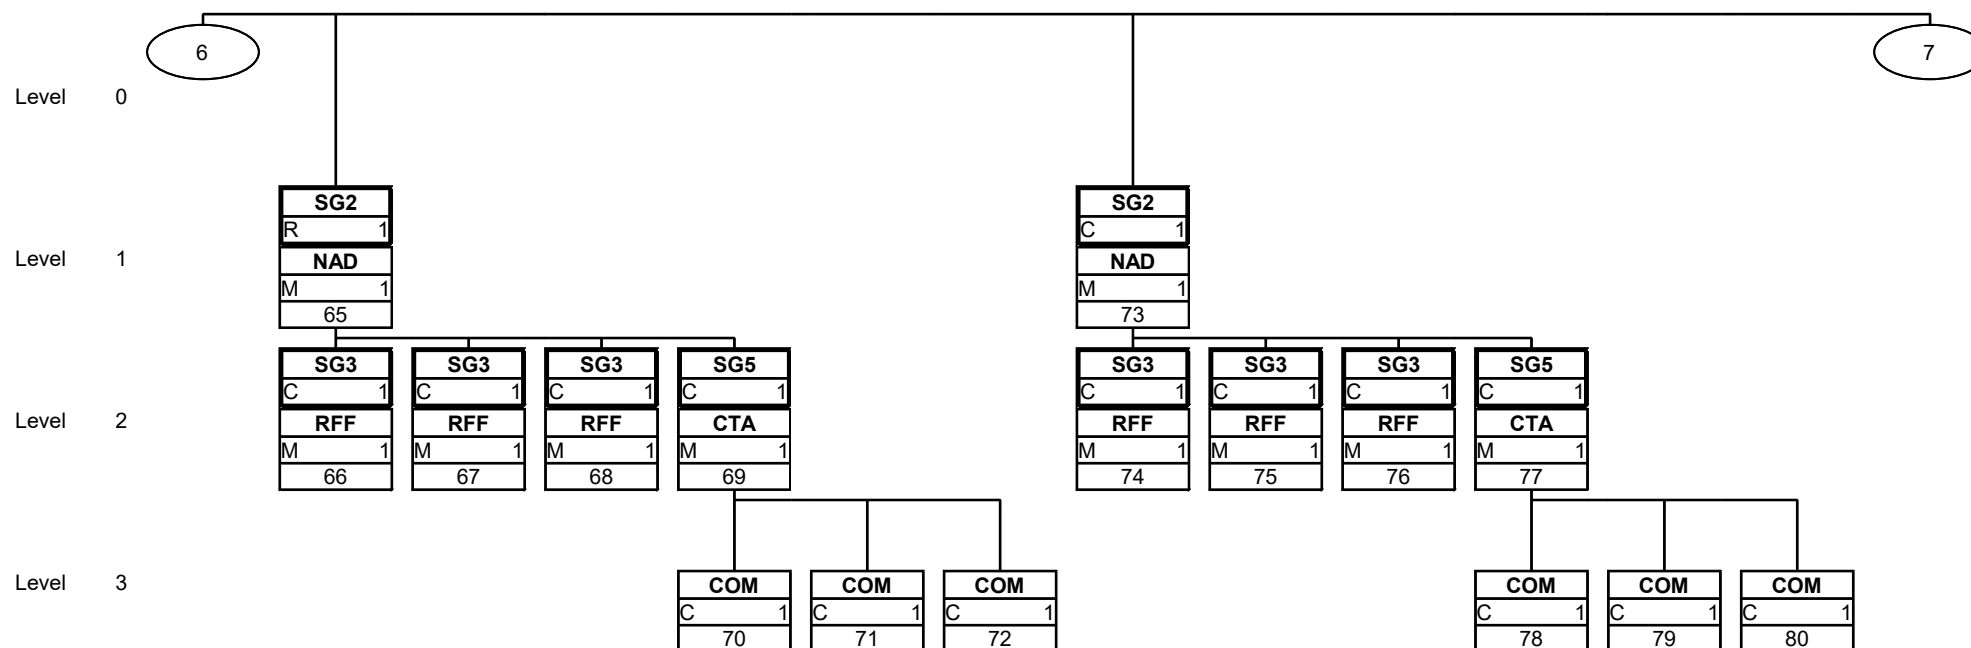 6 7
Level 0
SG2 SG2
R 1 C 1
Level 1
NAD NAD
M 1 M 1
65 73
SG3 SG3 SG3 SG5 SG3 SG3 SG3 SG5
C 1 C 1 C 1 C 1 C 1 C 1 C 1 C 1
Level 2
RFF RFF RFF CTA RFF RFF RFF CTA
M 1 M 1 M 1 M 1 M 1 M 1 M 1 M 1
66 67 68 69 74 75 76 77
Level 3
COM COM COM COM COM COM
C 1 C 1 C 1 C 1 C 1 C 1
70 71 72 78 79 80